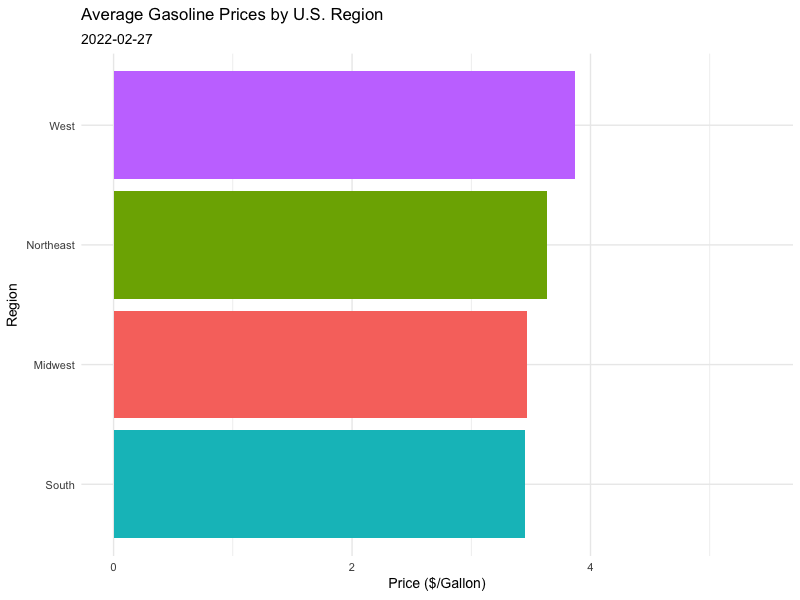 Average Gasoline Prices by U.S. Region
2022-02-27
West
Northeast
Midwest
South
Region
0 2 4
Price ($/Gallon)